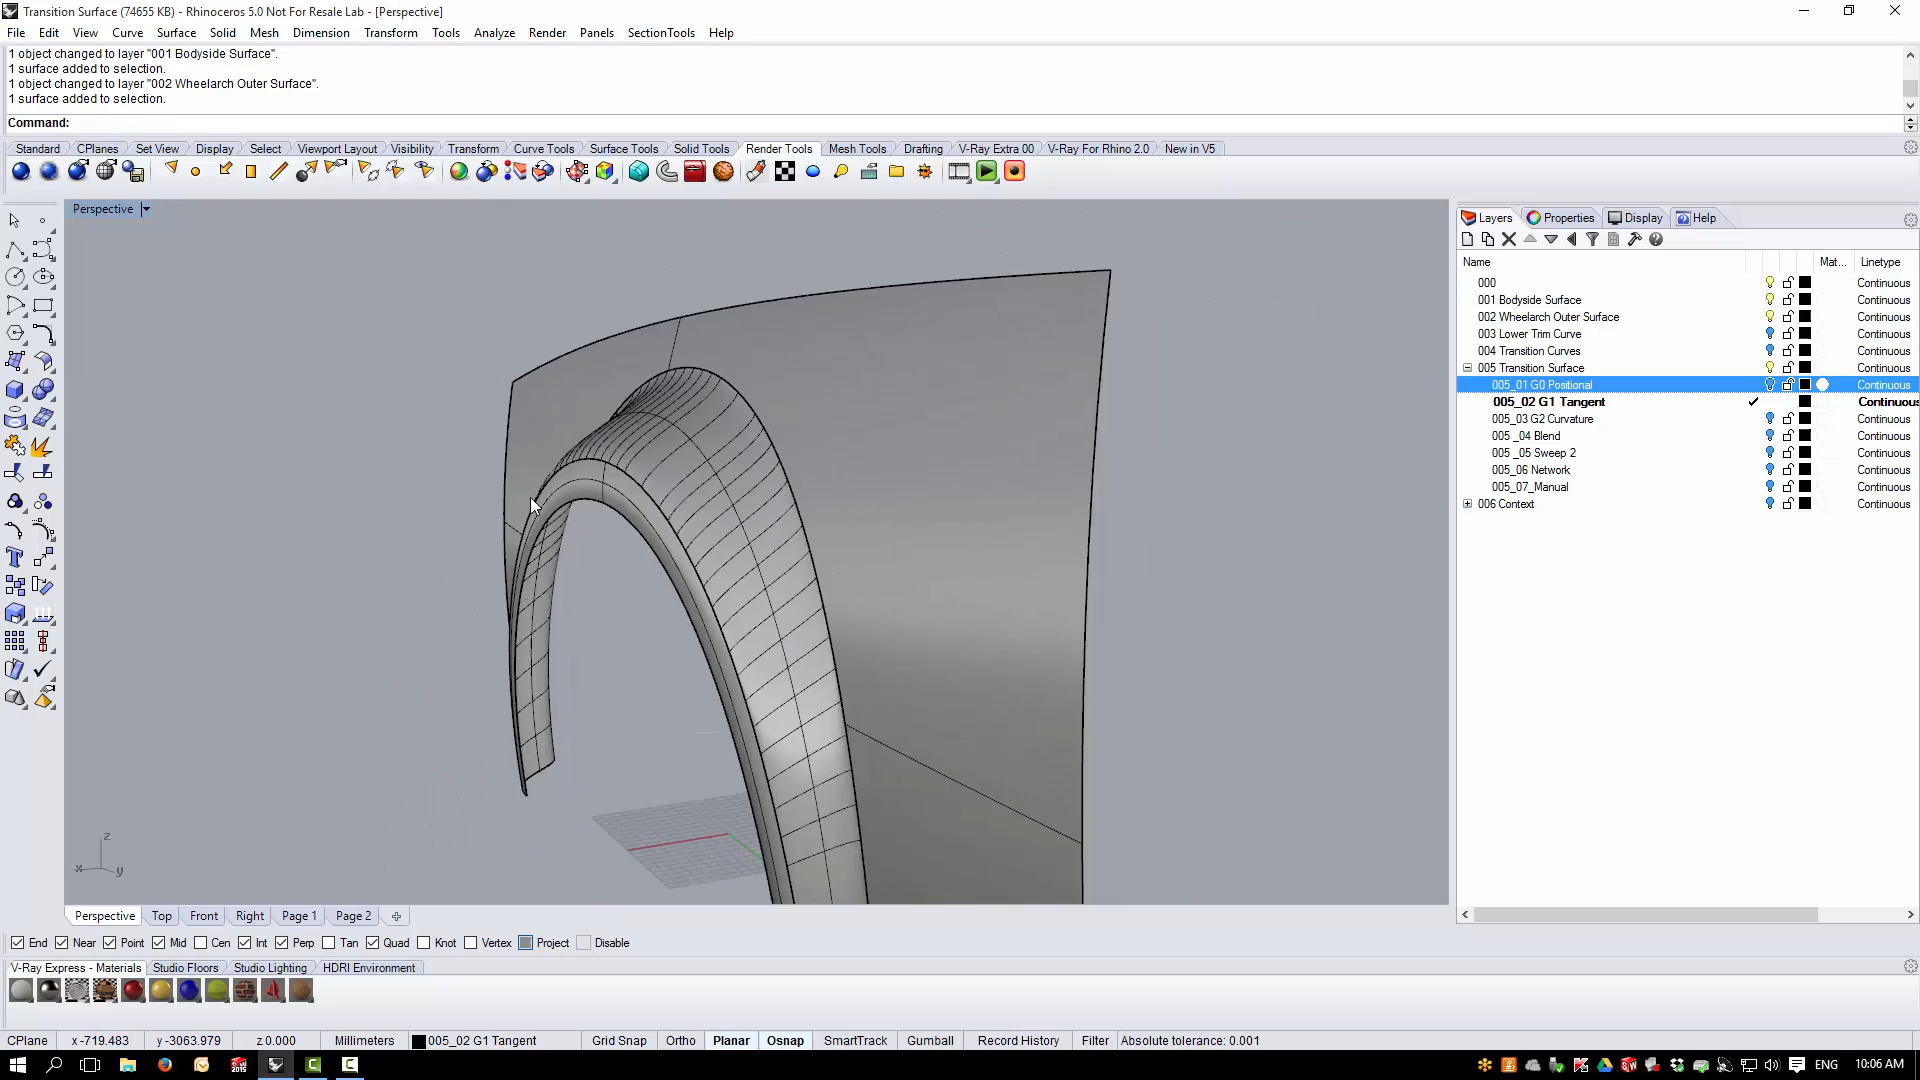 Transition Surface (74655 KB) - Rhinoceros 5.0 Not For Resale Lab - [Perspective]
File Edit View Curve Surface Solid Mesh Dimension Transform Tools Analyze Render Panels SectionTools Help
1 object changed to layer "001 Bodyside Surface".
1 surface added to selection.
1 object changed to layer "002 Wheelarch Outer Surface".
1 surface added to selection.
Command:
Standard CPlanes Set View Display Select Viewport Layout Visibility Transform Curve Tools Surface Tools Solid Tools Render Tools Mesh Tools Drafting V-Ray Extra 00 V-Ray For Rhino 2.0 New in V5
Perspective
Layers Properties Display Help
Name Mat... Linetype
000 Continuous
001 Bodyside Surface Continuous
002 Wheelarch Outer Surface Continuous
003 Lower Trim Curve Continuous
004 Transition Curves Continuous
005 Transition Surface Continuous
005_01 G0 Positional Continuous
005_02 G1 Tangent Continuous
005_03 G2 Curvature Continuous
005 _04 Blend Continuous
005 _05 Sweep 2 Continuous
005_06 Network Continuous
005_07_Manual Continuous
006 Context Continuous
z
x y
Perspective Top Front Right Page 1 Page 2
End Near Point Mid Cen Int Perp Tan Quad Knot Vertex Project Disable
V-Ray Express - Materials Studio Floors Studio Lighting HDRI Environment
CPlane x -719.483 y -3063.979 z 0.000 Millimeters 005_02 G1 Tangent Grid Snap Ortho Planar Osnap SmartTrack Gumball Record History Filter Absolute tolerance: 0.001
ENG 10:06 AM